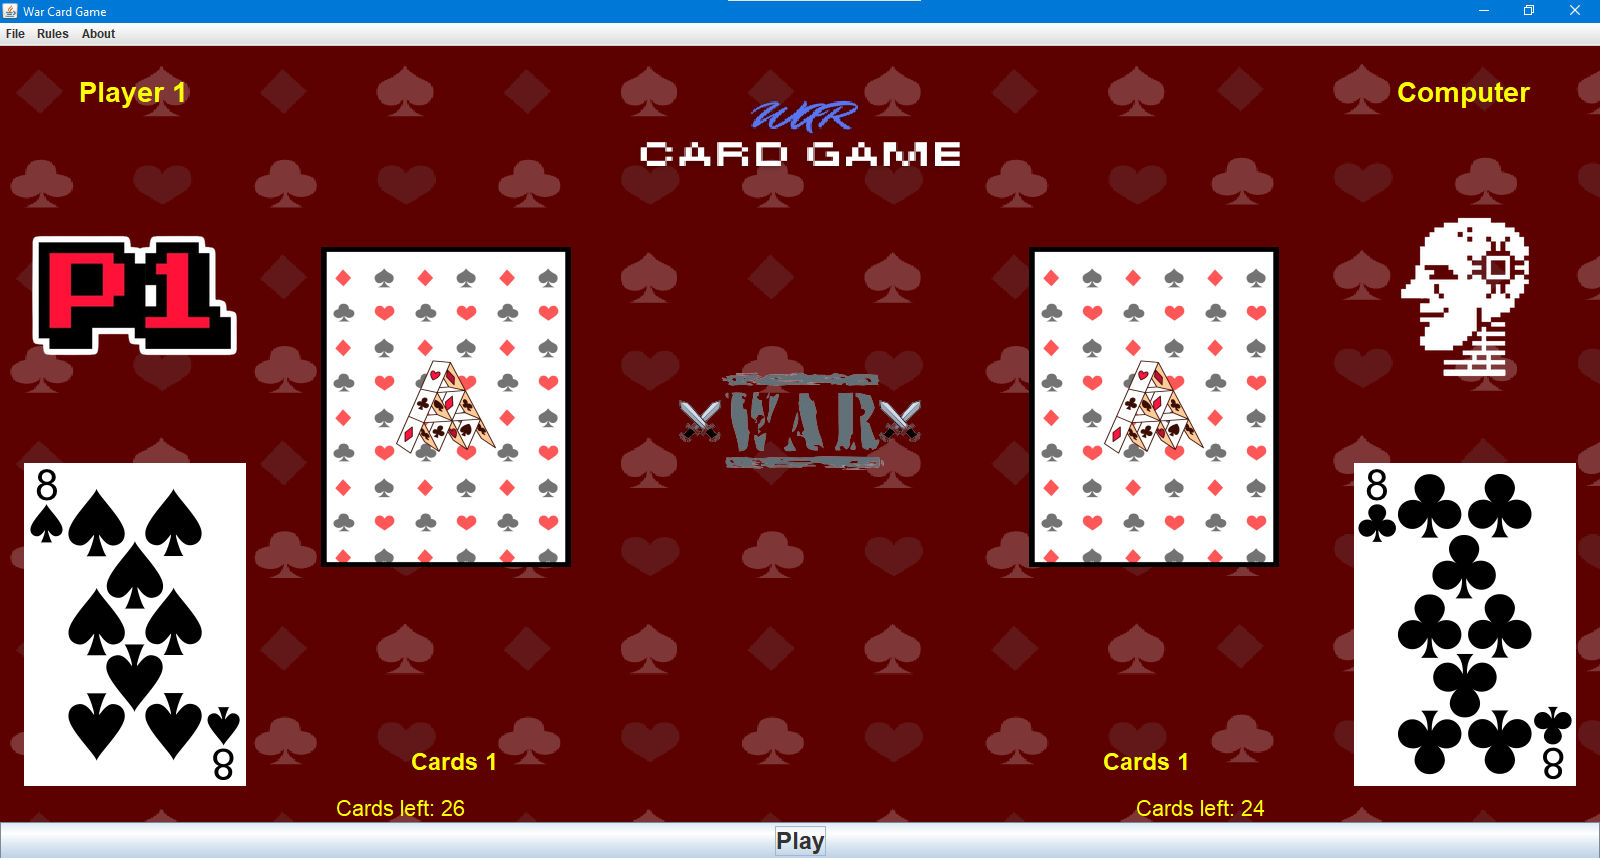 War Card Game
File Rules About
Player 1
Computer
WAR
CARD GAME
P1
WAR
8
8
8
8
Cards 1
Cards 1
Cards left: 26
Cards left: 24
Play